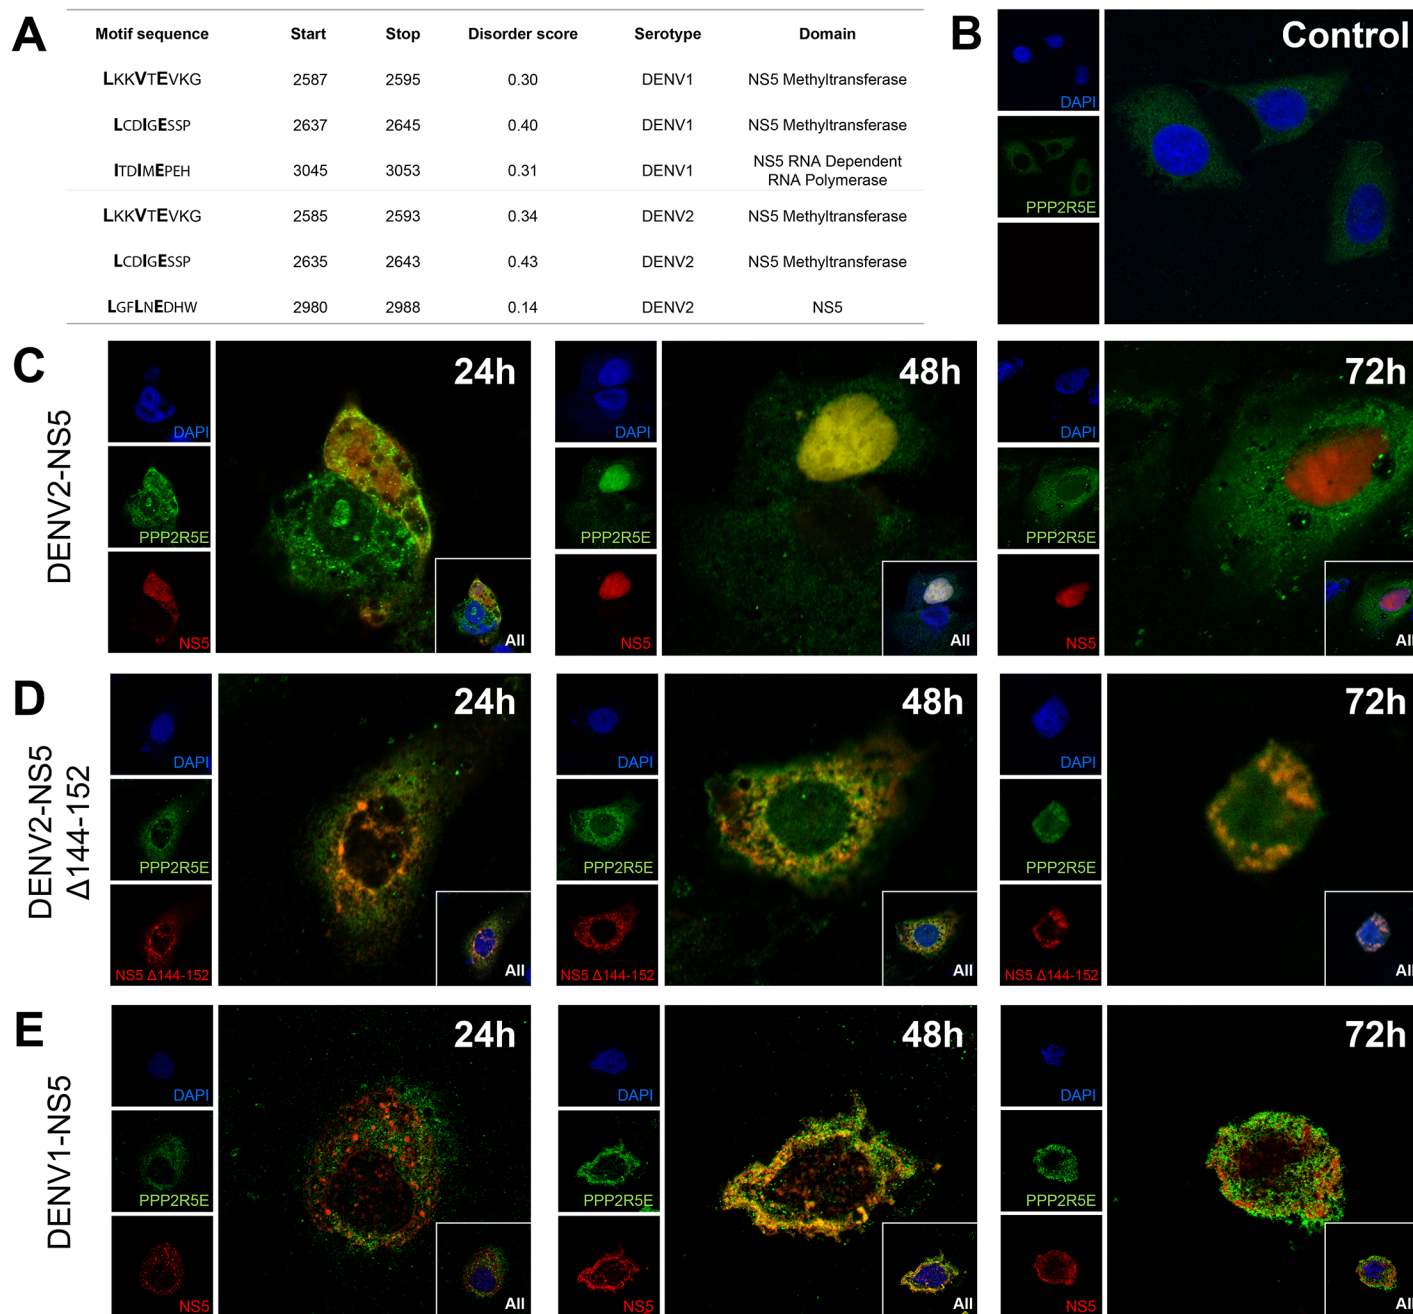 A
Motif sequence Start Stop Disorder score Serotype Domain
LKKVTEVKG 2587 2595 0.30 DENV1 NS5 Methyltransferase
LCDIGESSP 2637 2645 0.40 DENV1 NS5 Methyltransferase
ITDIMEPEH 3045 3053 0.31 DENV1 NS5 RNA Dependent
RNA Polymerase
LKKVTEVKG 2585 2593 0.34 DENV2 NS5 Methyltransferase
LCDIGESSP 2635 2643 0.43 DENV2 NS5 Methyltransferase
LGFLNEDHW 2980 2988 0.14 DENV2 NS5
B
Control
DAPI
PPP2R5E
C
DENV2-NS5
24h
DAPI
PPP2R5E
NS5
All
48h
DAPI
PPP2R5E
NS5
All
72h
DAPI
PPP2R5E
NS5
All
D
DENV2-NS5
Δ144-152
24h
DAPI
PPP2R5E
NS5 Δ144-152
All
48h
DAPI
PPP2R5E
NS5 Δ144-152
All
72h
DAPI
PPP2R5E
NS5 Δ144-152
All
E
DENV1-NS5
24h
DAPI
PPP2R5E
NS5
All
48h
DAPI
PPP2R5E
NS5
All
72h
DAPI
PPP2R5E
NS5
All